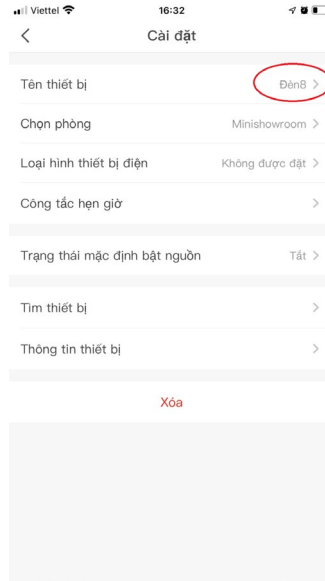 Viettel 16:32
Cài đặt
Tên thiết bị Đèn8
Chọn phòng Minishowroom
Loại hình thiết bị điện Không được đặt
Công tắc hẹn giờ
Trạng thái mặc định bật nguồn Tắt
Tìm thiết bị
Thông tin thiết bị
Xóa